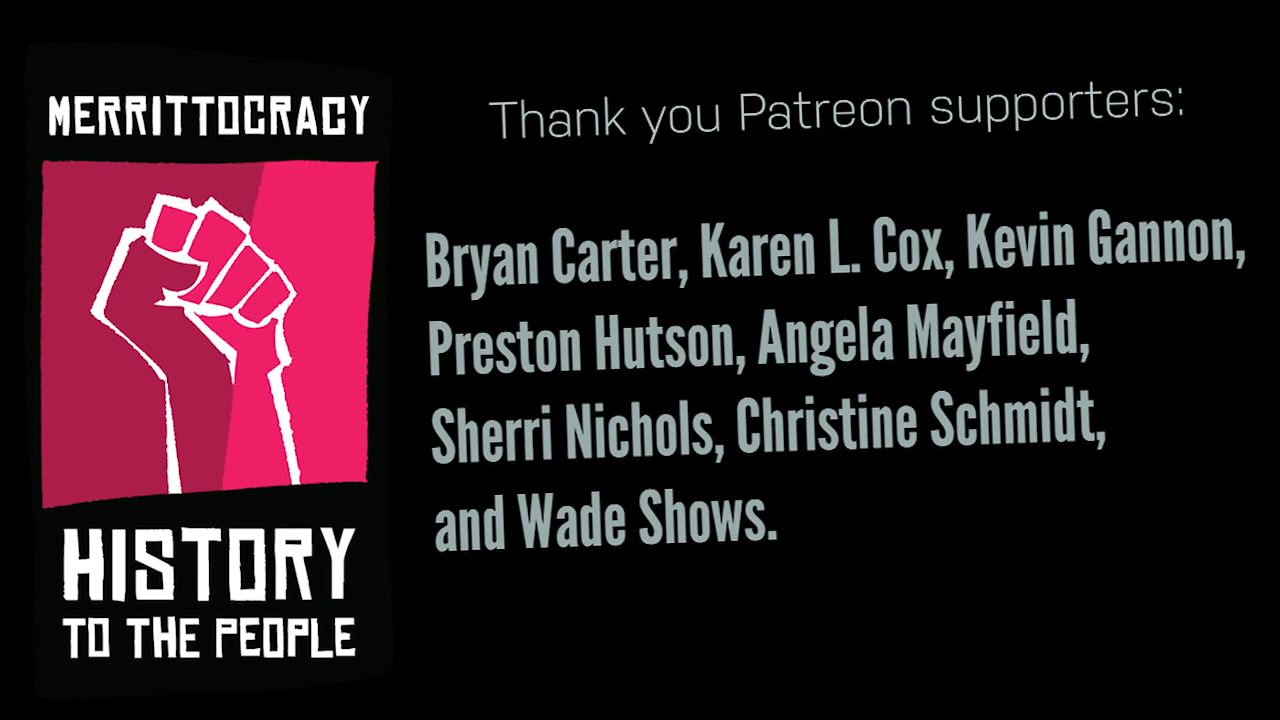 MERRITTOCRACY
HISTORY
TO THE PEOPLE
Thank you Patreon supporters:
Bryan Carter, Karen L. Cox, Kevin Gannon,
Preston Hutson, Angela Mayfield,
Sherri Nichols, Christine Schmidt,
and Wade Shows.